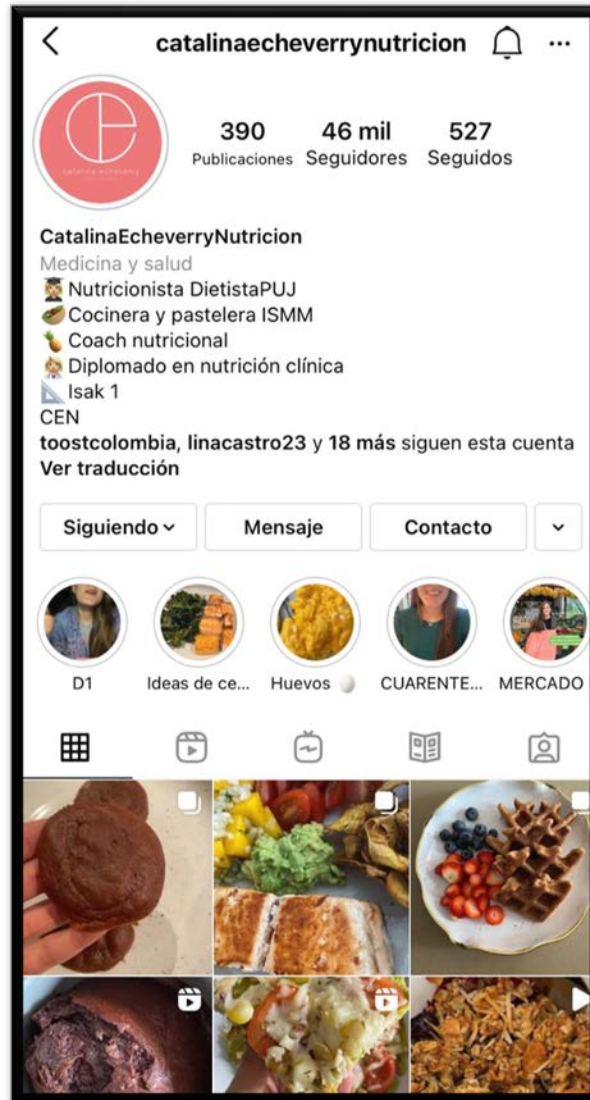 catalinaecheverrynutricion
390 46 mil 527
Publicaciones Seguidores Seguidos
catalina echeverry
CatalinaEcheverryNutricion
Medicina y salud
Nutricionista DietistaPUJ
Cocinera y pastelera ISMM
Coach nutricional
Diplomado en nutrición clínica
Isak 1
CEN
toostcolombia, linacastro23 y 18 más siguen esta cuenta
Ver traducción
Siguiendo Mensaje Contacto
D1 Ideas de ce... Huevos CUARENTE... MERCADO